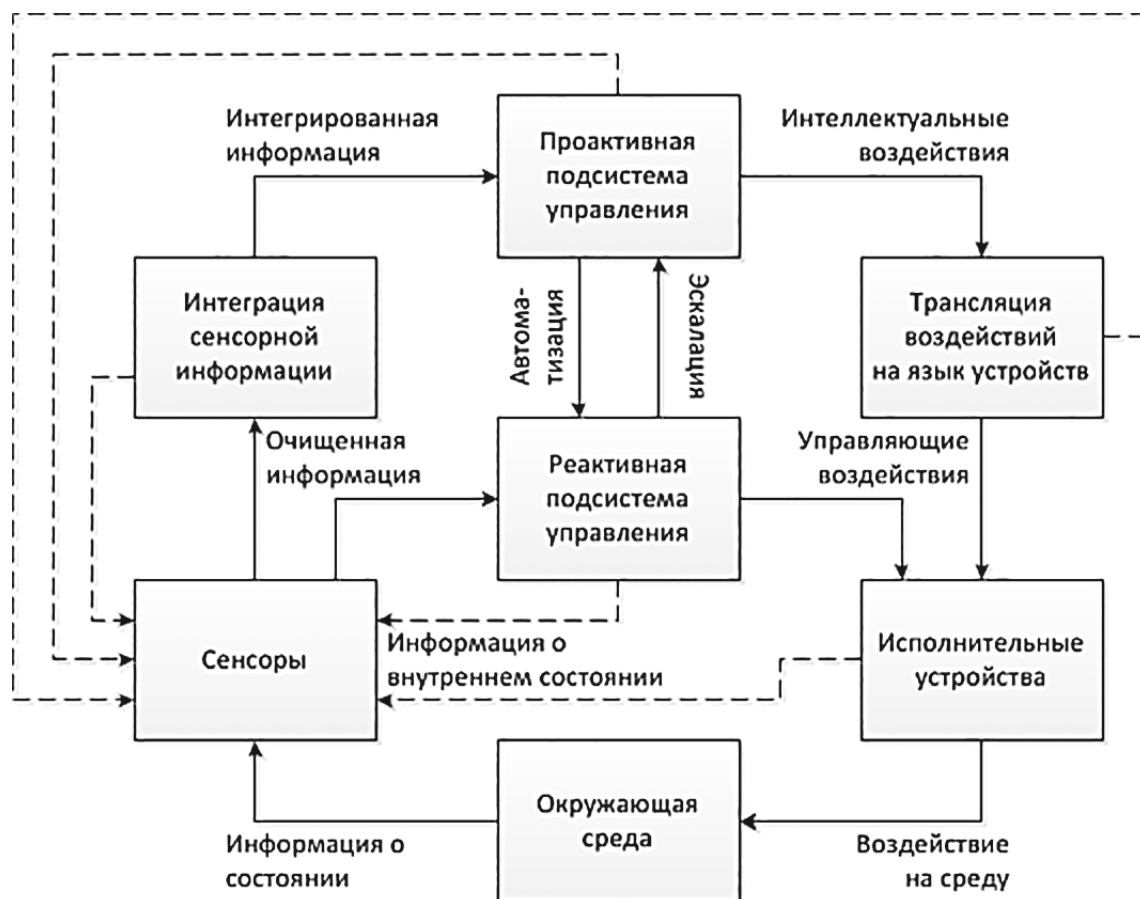 Интегрированная
информация
Проактивная
подсистема
управления
Интеллектуальные
воздействия
Интеграция
сенсорной
информации
Автома-
тизация
Эскалация
Трансляция
воздействий
на язык устройств
Очищенная
информация
Реактивная
подсистема
управления
Управляющие
воздействия
Сенсоры
Информация о
внутреннем состоянии
Исполнительные
устройства
Окружающая
среда
Информация о
состоянии
Воздействие
на среду